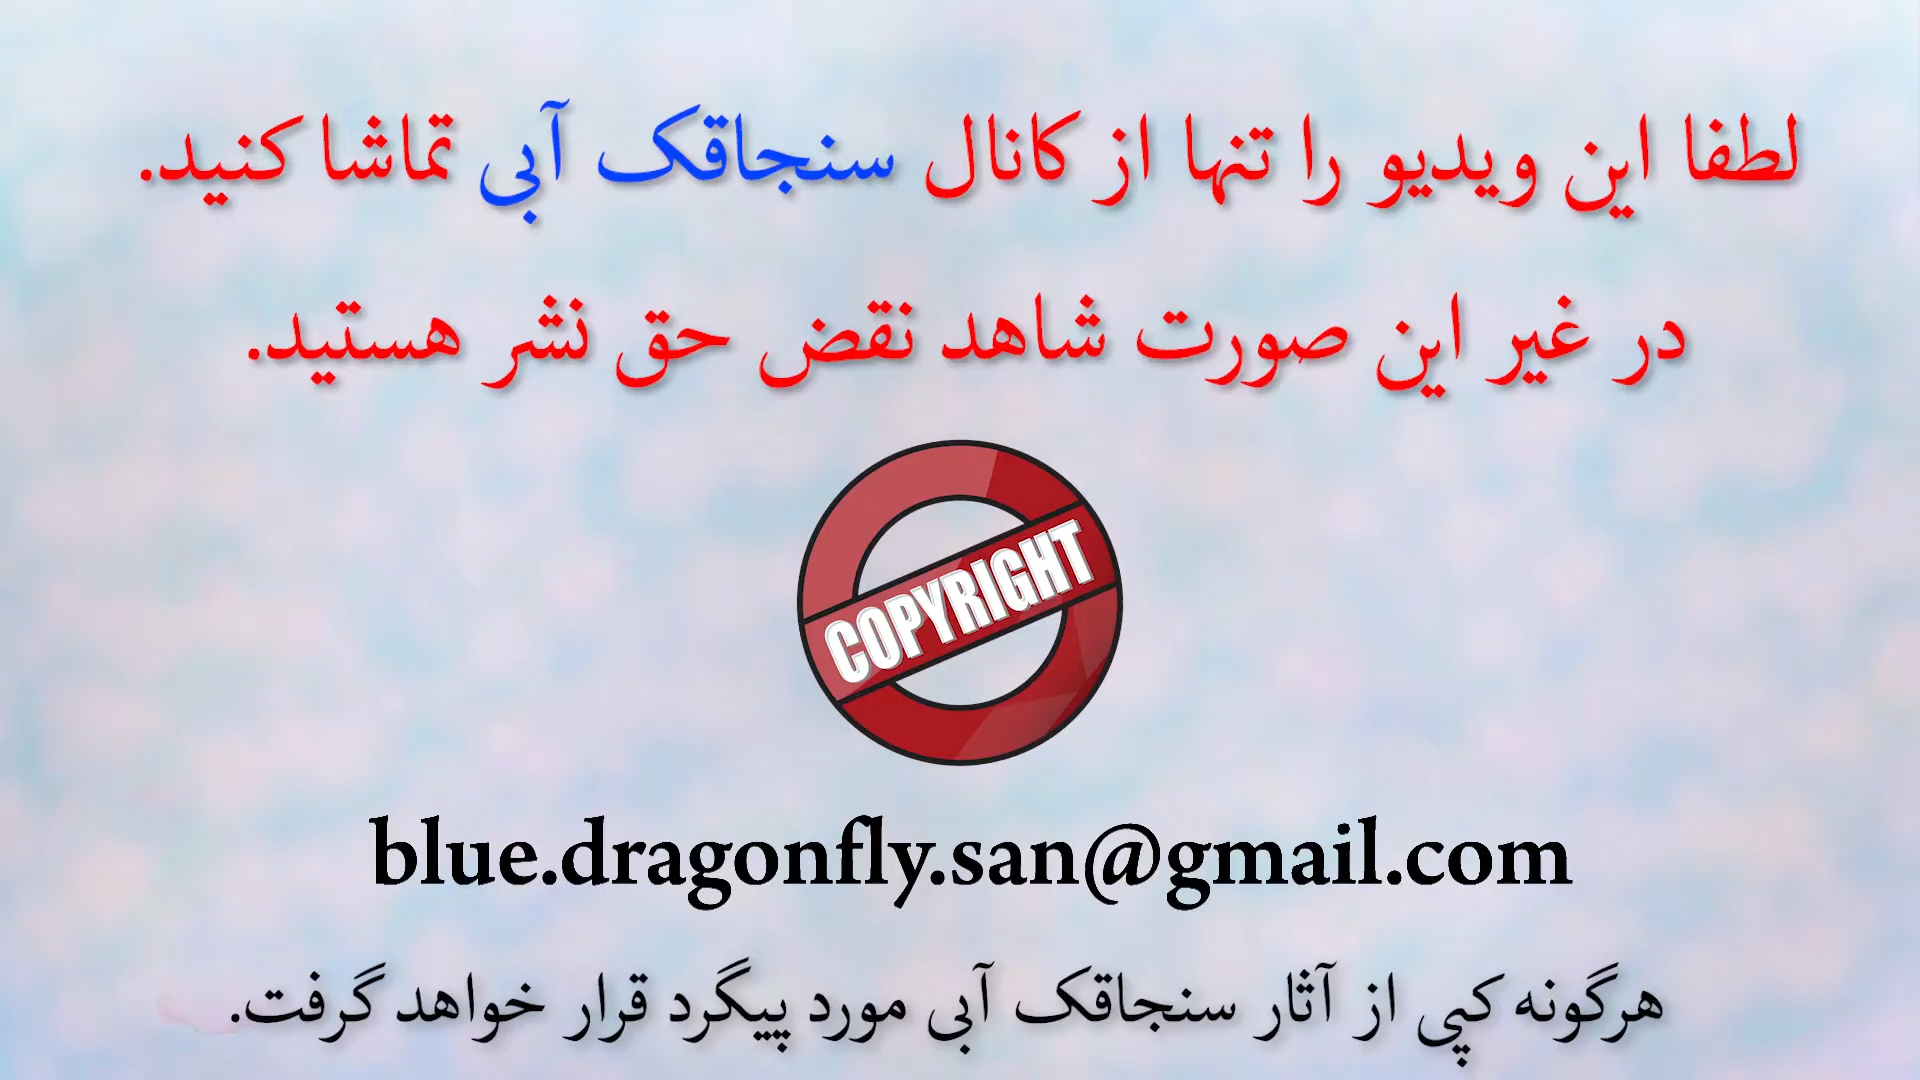 لطفا این ویدیو را تنها از کانال سنجاقک آبی تماشا کنید.
در غیر این صورت شاهد نقض حق نشر هستید.
COPYRIGHT
blue.dragonfly.san@gmail.com
هرگونه کپی از آثار سنجاقک آبی مورد پیگرد قرار خواهد گرفت.